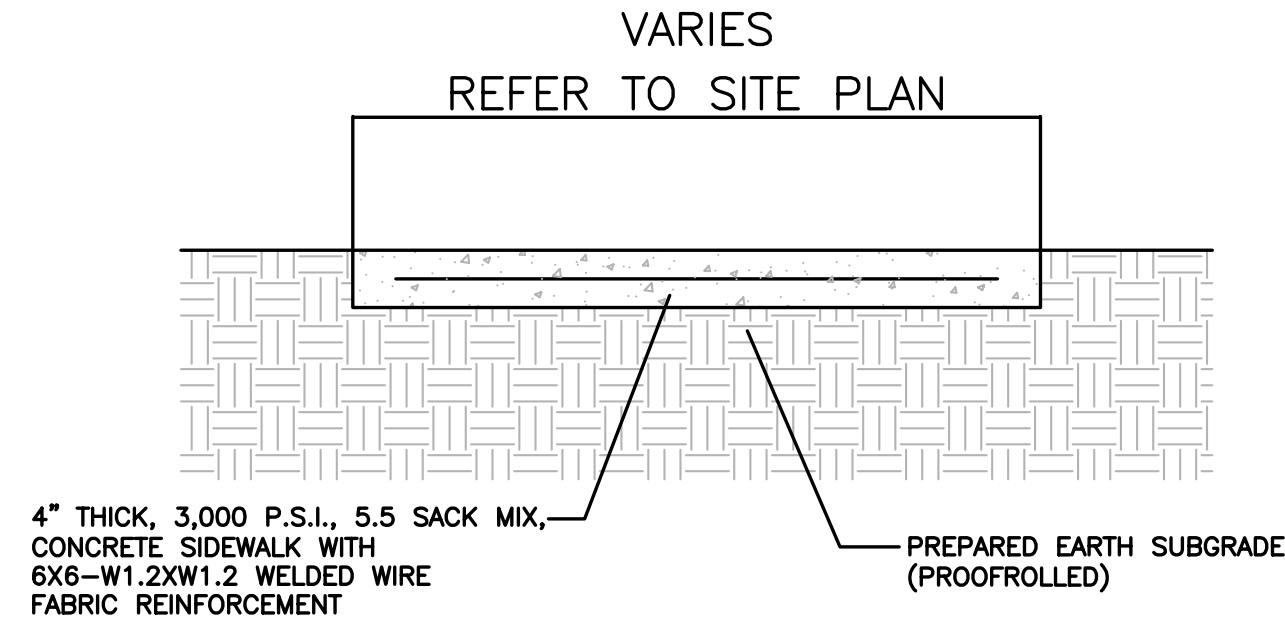 VARIES
REFER TO SITE PLAN
4" THICK, 3,000 P.S.I., 5.5 SACK MIX,
CONCRETE SIDEWALK WITH
6X6-W1.2XW1.2 WELDED WIRE
FABRIC REINFORCEMENT
PREPARED EARTH SUBGRADE
(PROOFROLLED)